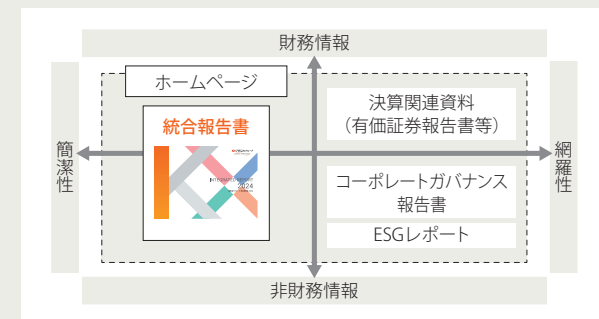 財務情報
ホームページ
統合報告書
INTEGRATED REPORT
2024
決算関連資料
（有価証券報告書等）
簡潔性
網羅性
コーポレートガバナンス
報告書
ESGレポート
非財務情報